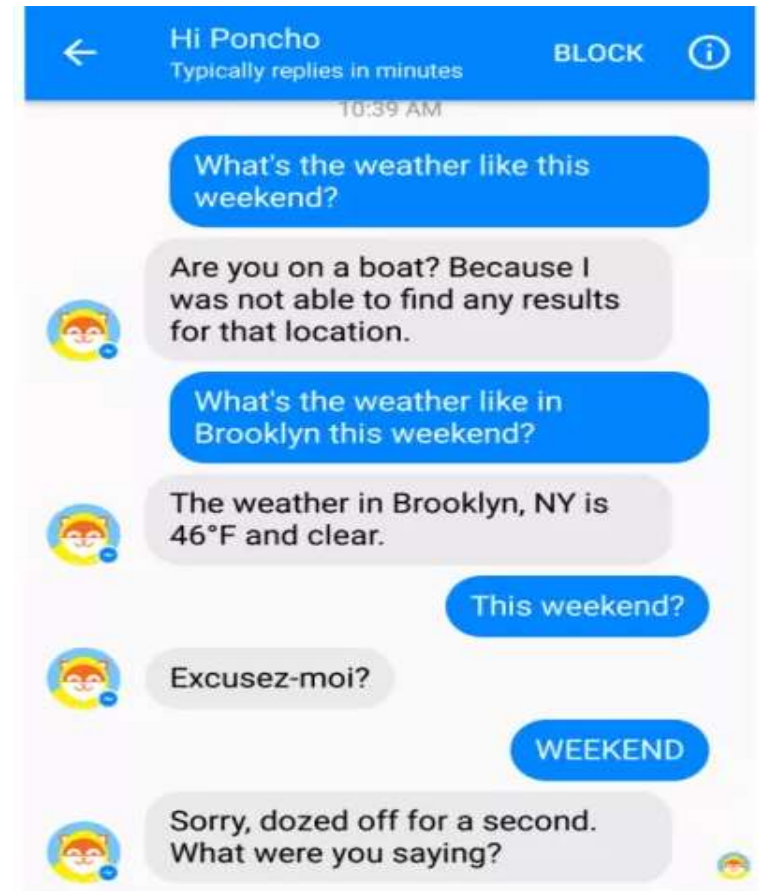 Hi Poncho
Typically replies in minutes
BLOCK
10:39 AM
What's the weather like this
weekend?
Are you on a boat? Because I
was not able to find any results
for that location.
What's the weather like in
Brooklyn this weekend?
The weather in Brooklyn, NY is
46°F and clear.
This weekend?
Excusez-moi?
WEEKEND
Sorry, dozed off for a second.
What were you saying?